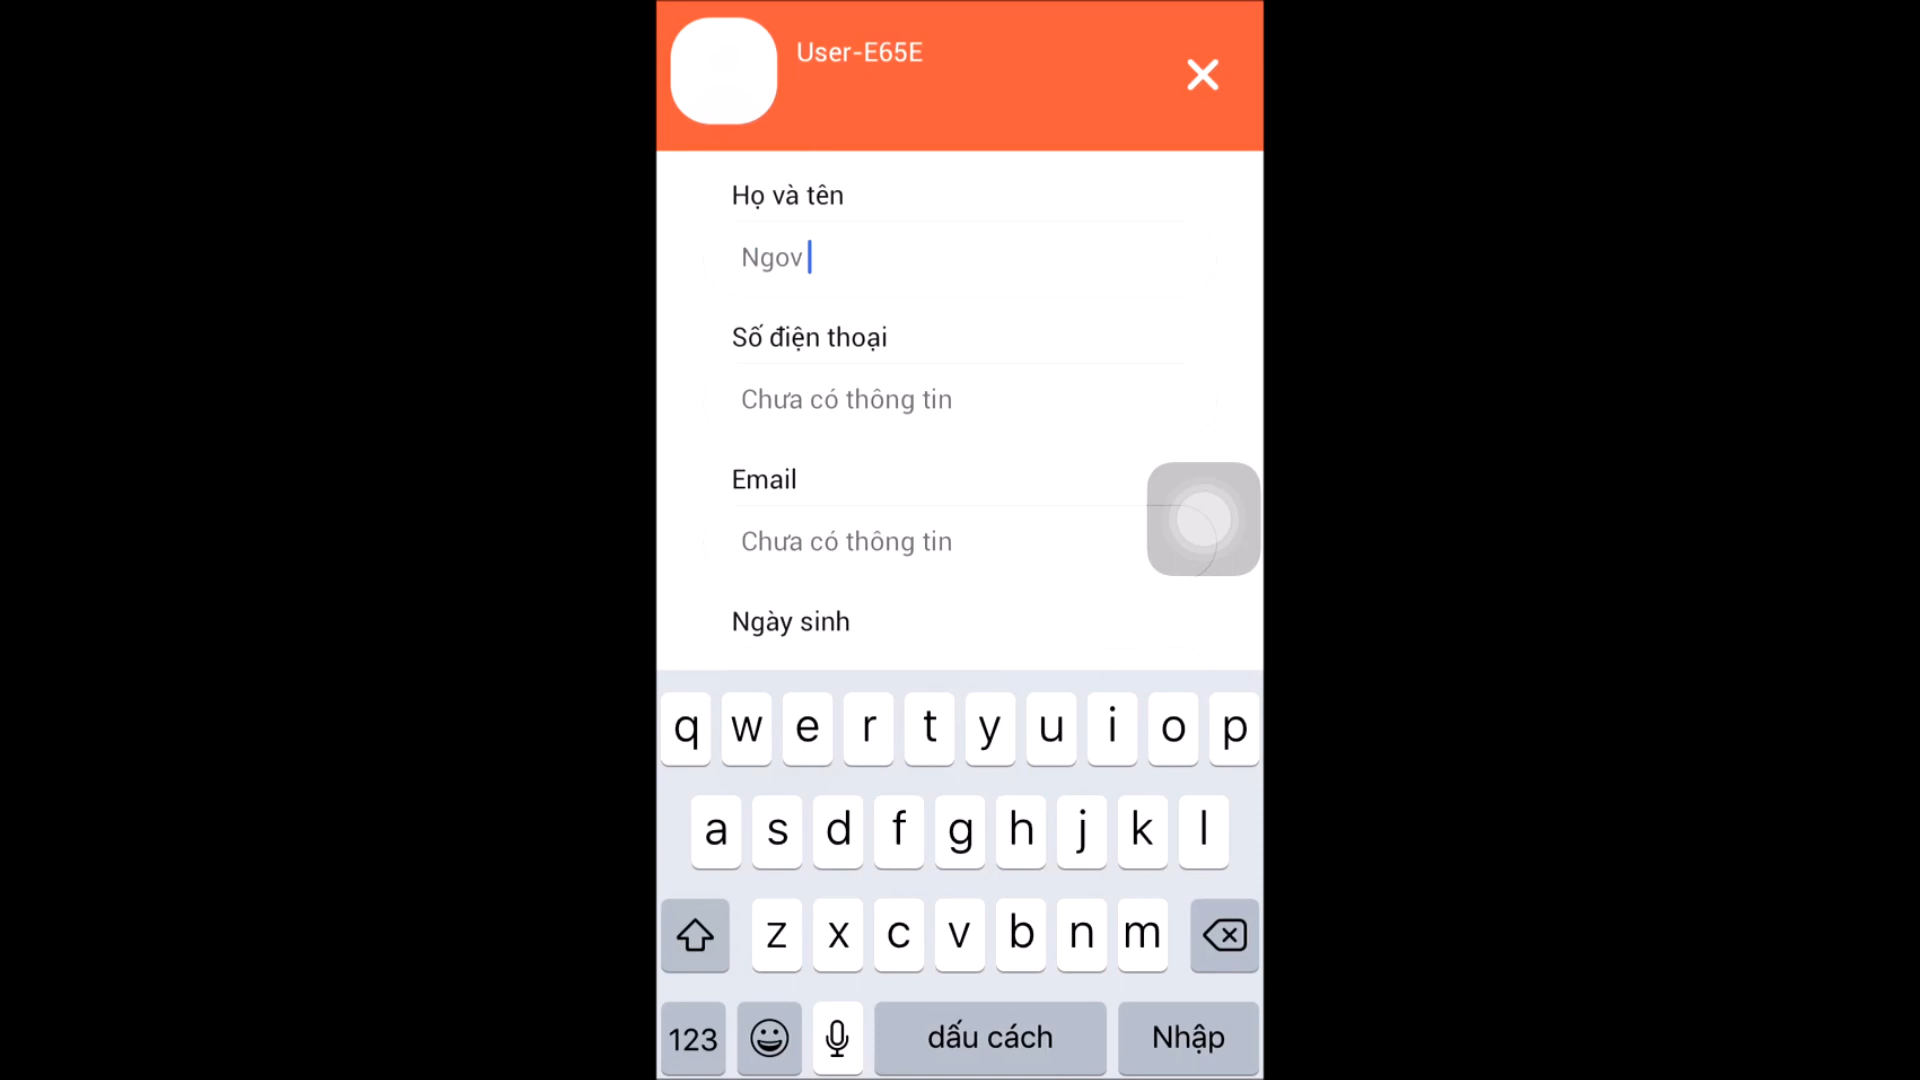 User-E65E
Họ và tên
Ngov
Số điện thoại
Chưa có thông tin
Email
Chưa có thông tin
Ngày sinh
q w e r t y u i o p
a s d f g h j k l
z x c v b n m
123 dấu cách Nhập